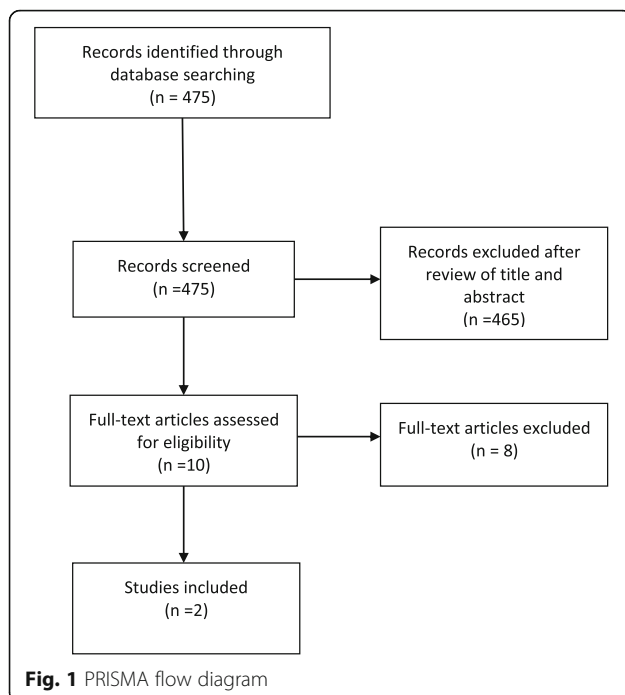 Records identified through
database searching
(n = 475)
Records screened
(n =475)
Records excluded after
review of title and
abstract
(n =465)
Full-text articles assessed
for eligibility
(n =10)
Full-text articles excluded
(n = 8)
Studies included
(n =2)
Fig. 1 PRISMA flow diagram